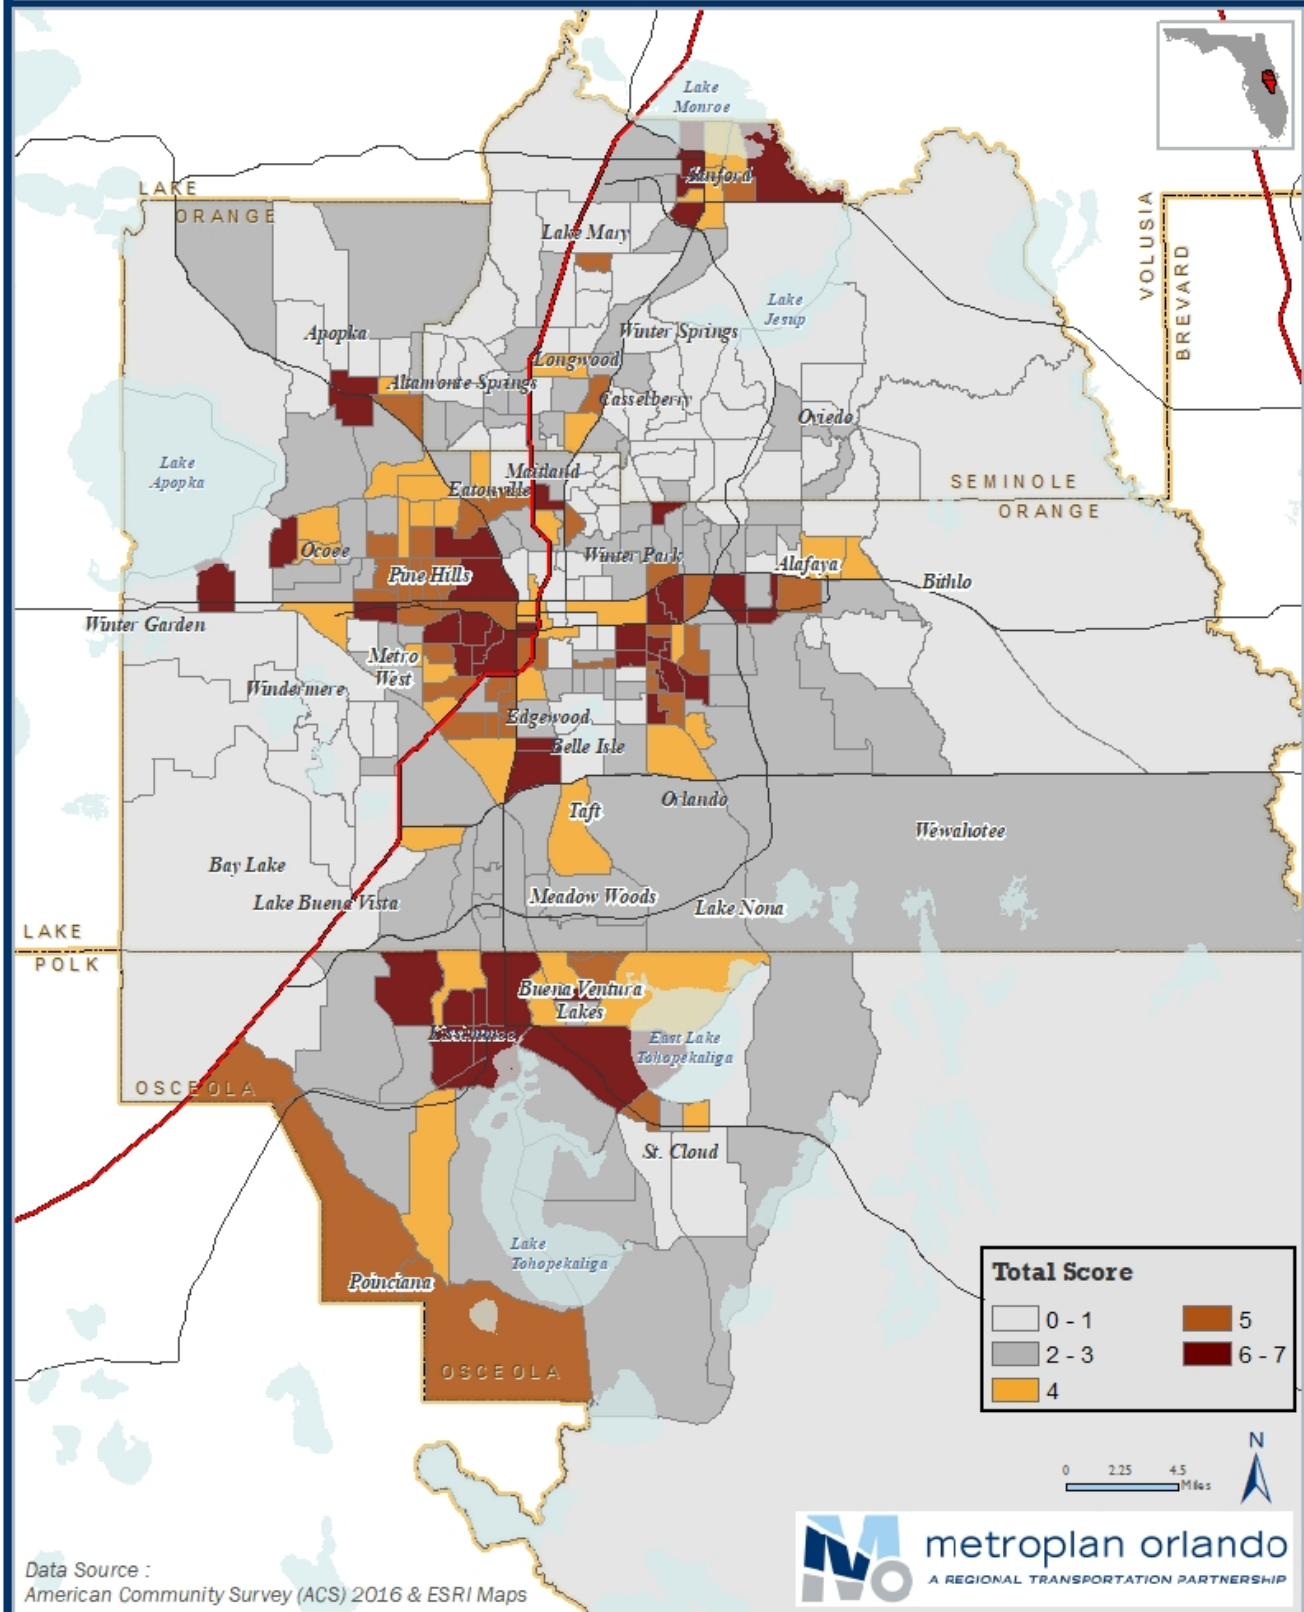 Lake
Monroe
Sanford
LAKE
ORANGE
VOLUSIA
BREVARD
Lake Mary
Lake
Jesup
Apopka
Winter Springs
Longwood
Altamonte Springs
Casselberry
Oviedo
Lake
Apopka
Maitland
Eatonville
SEMINOLE
ORANGE
Ocoee
Winter Park
Alafaya
Pine Hills
Bithlo
Winter Garden
Metro
West
Windermere
Edgewood
Belle Isle
Orlando
Taft
Wewahotee
Bay Lake
Meadow Woods
Lake Buena Vista
Lake Nona
LAKE
POLK
Buena Ventura
Lakes
Kissimmee
East Lake
Tohopekaliga
OSCEOLA
St. Cloud
Lake
Tohopekaliga
Poinciana
OSCEOLA
Total Score
0 - 1
5
2 - 3
6 - 7
4
N
0 2.25 4.5
Miles
metroplan orlando
A REGIONAL TRANSPORTATION PARTNERSHIP
Data Source :
American Community Survey (ACS) 2016 & ESRI Maps